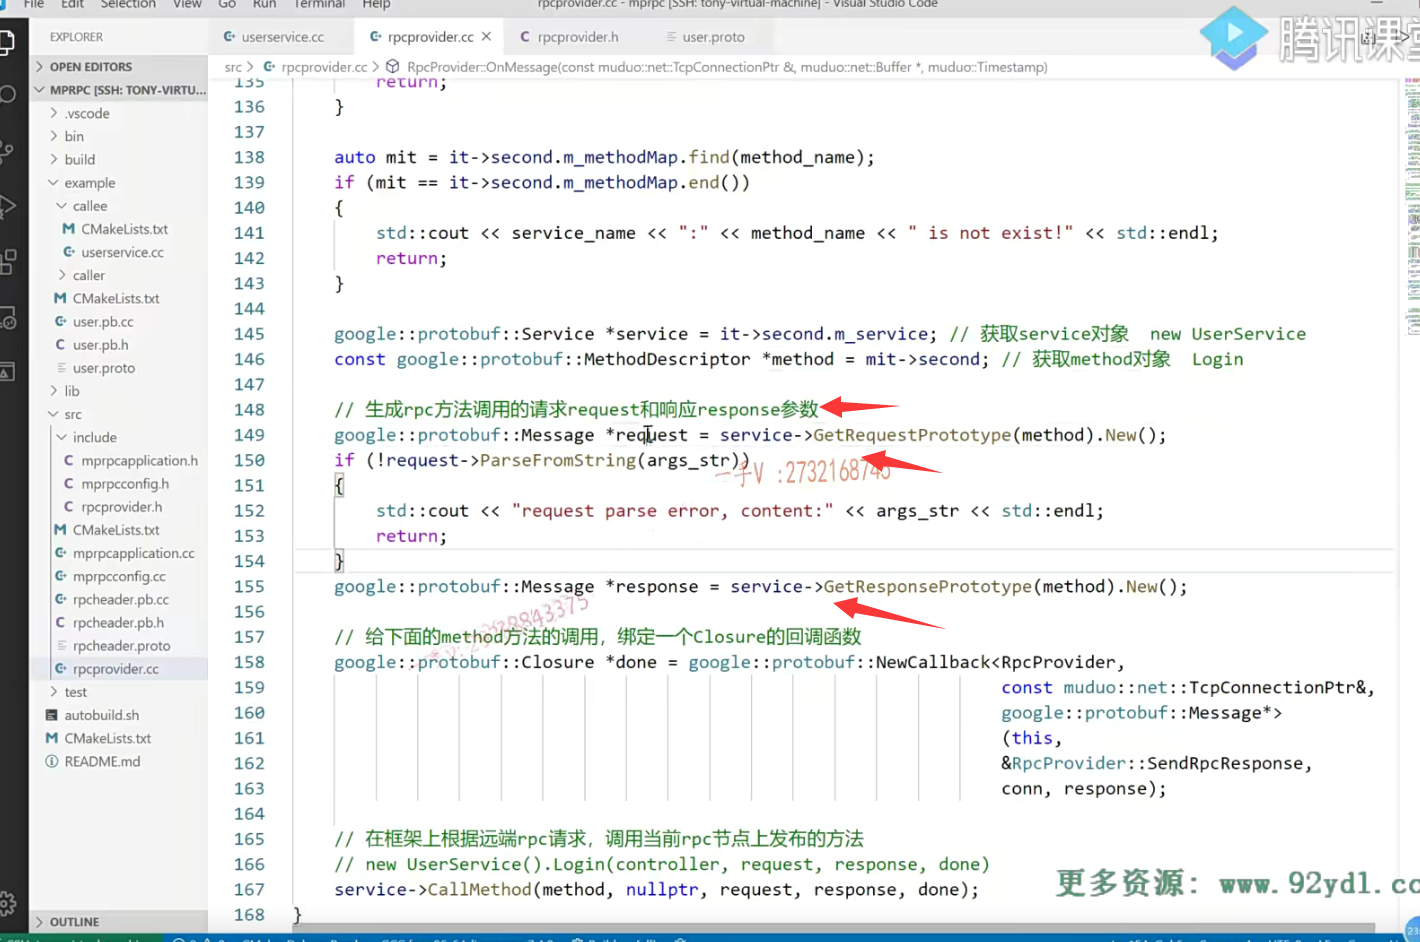 File Edit Selection View Go Run Terminal Help rpcprovider.cc - mprpc [SSH: tony-virtual-machine] - Visual Studio Code
EXPLORER
userservice.cc rpcprovider.cc rpcprovider.h user.proto
腾讯课堂
OPEN EDITORS
src > rpcprovider.cc > RpcProvider::OnMessage(const muduo::net::TcpConnectionPtr &, muduo::net::Buffer *, muduo::Timestamp)
MPRPC [SSH: TONY-VIRTU...
.vscode
bin
build
example
callee
CMakeLists.txt
userservice.cc
caller
CMakeLists.txt
user.pb.cc
user.pb.h
user.proto
lib
src
include
mprpcapplication.h
mprpcconfig.h
rpcprovider.h
CMakeLists.txt
mprpcapplication.cc
mprpcconfig.cc
rpcheader.pb.cc
rpcheader.pb.h
rpcheader.proto
rpcprovider.cc
test
autobuild.sh
CMakeLists.txt
README.md
OUTLINE
135 return;
136 }
137
138 auto mit = it->second.m_methodMap.find(method_name);
139 if (mit == it->second.m_methodMap.end())
140 {
141 std::cout << service_name << ":" << method_name << " is not exist!" << std::endl;
142 return;
143 }
144
145 google::protobuf::Service *service = it->second.m_service; // 获取service对象 new UserService
146 const google::protobuf::MethodDescriptor *method = mit->second; // 获取method对象 Login
147
148 // 生成rpc方法调用的请求request和响应response参数
149 google::protobuf::Message *request = service->GetRequestPrototype(method).New();
150 if (!request->ParseFromString(args_str))
一手V :2732168743
151 {
152 std::cout << "request parse error, content:" << args_str << std::endl;
153 return;
154 }
155 google::protobuf::Message *response = service->GetResponsePrototype(method).New();
156
157 // 给下面的method方法的调用，绑定一个Closure的回调函数
158 google::protobuf::Closure *done = google::protobuf::NewCallback<RpcProvider,
159 const muduo::net::TcpConnectionPtr&,
160 google::protobuf::Message*>
161 (this,
162 &RpcProvider::SendRpcResponse,
163 conn, response);
164
165 // 在框架上根据远端rpc请求，调用当前rpc节点上发布的方法
166 // new UserService().Login(controller, request, response, done)
167 service->CallMethod(method, nullptr, request, response, done);
168 }
更多资源: www.92ydl.co